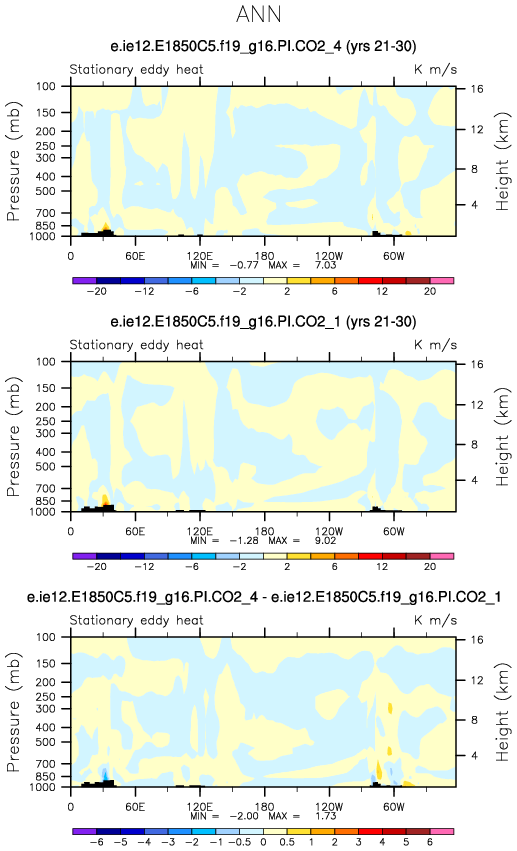 ANN
e.ie12.E1850C5.f19_g16.PI.CO2_4 (yrs 21-30)
Stationary eddy heat K m/s
Pressure (mb)
100
150
200
250
300
400
500
700
850
1000
Height (km)
16
12
8
4
0 60E 120E 180 120W 60W
MIN = -0.77 MAX = 7.03
-20 -12 -6 -2 2 6 12 20
e.ie12.E1850C5.f19_g16.PI.CO2_1 (yrs 21-30)
Stationary eddy heat K m/s
Pressure (mb)
100
150
200
250
300
400
500
700
850
1000
Height (km)
16
12
8
4
0 60E 120E 180 120W 60W
MIN = -1.28 MAX = 9.02
-20 -12 -6 -2 2 6 12 20
e.ie12.E1850C5.f19_g16.PI.CO2_4 - e.ie12.E1850C5.f19_g16.PI.CO2_1
Stationary eddy heat K m/s
Pressure (mb)
100
150
200
250
300
400
500
700
850
1000
Height (km)
16
12
8
4
0 60E 120E 180 120W 60W
MIN = -2.00 MAX = 1.73
-6 -5 -4 -3 -2 -1 -0.5 0 0.5 1 2 3 4 5 6